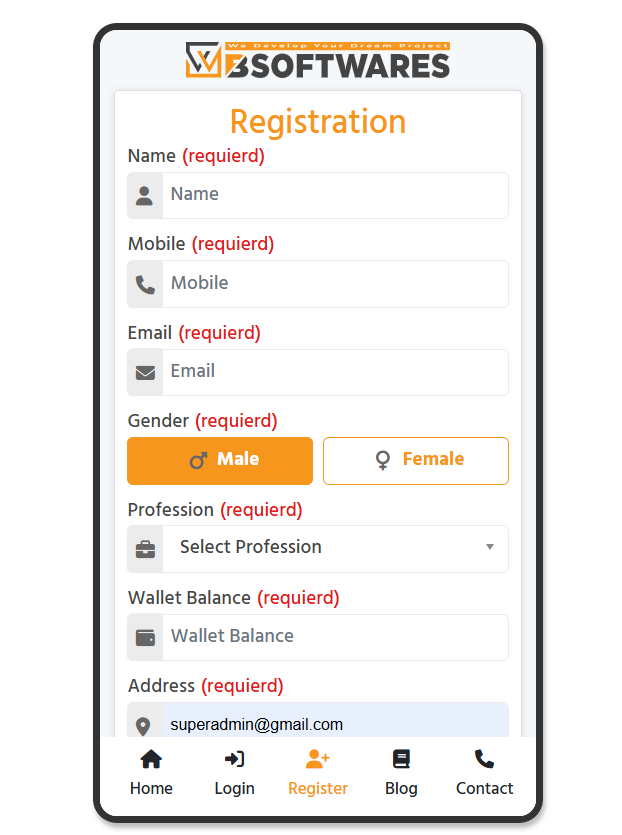 We Develop Your Dream Project
BSOFTWARES
Registration
Name (requierd)
Name
Mobile (requierd)
Mobile
Email (requierd)
Email
Gender (requierd)
Male Female
Profession (requierd)
Select Profession
Wallet Balance (requierd)
Wallet Balance
Address (requierd)
superadmin@gmail.com
Home Login Register Blog Contact